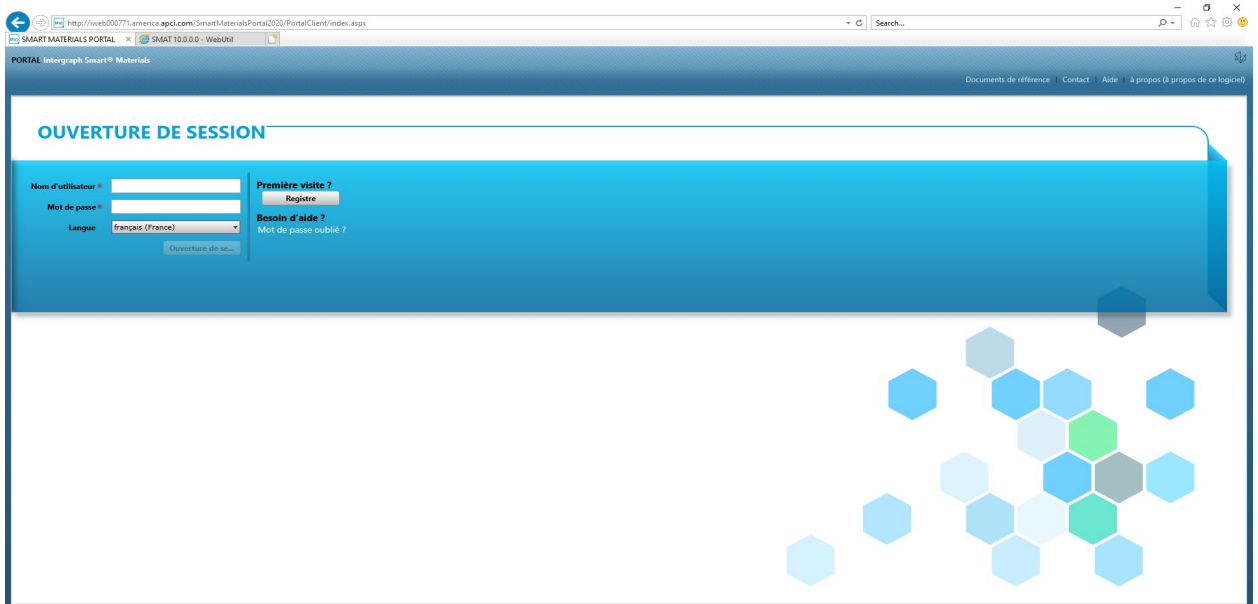 http://iweb000771.america.apci.com/SmartMaterialsPortal2020/PortalClient/index.aspx
Search...
SMART MATERIALS PORTAL
SMAT 10.0.0.0 - WebUtil
PORTAL Intergraph Smart® Materials
Documents de référence | Contact | Aide | à propos (à propos de ce logiciel)
OUVERTURE DE SESSION
Nom d'utilisateur *
Mot de passe *
Langue français (France)
Ouverture de se...
Première visite ?
Registre
Besoin d'aide ?
Mot de passe oublié ?